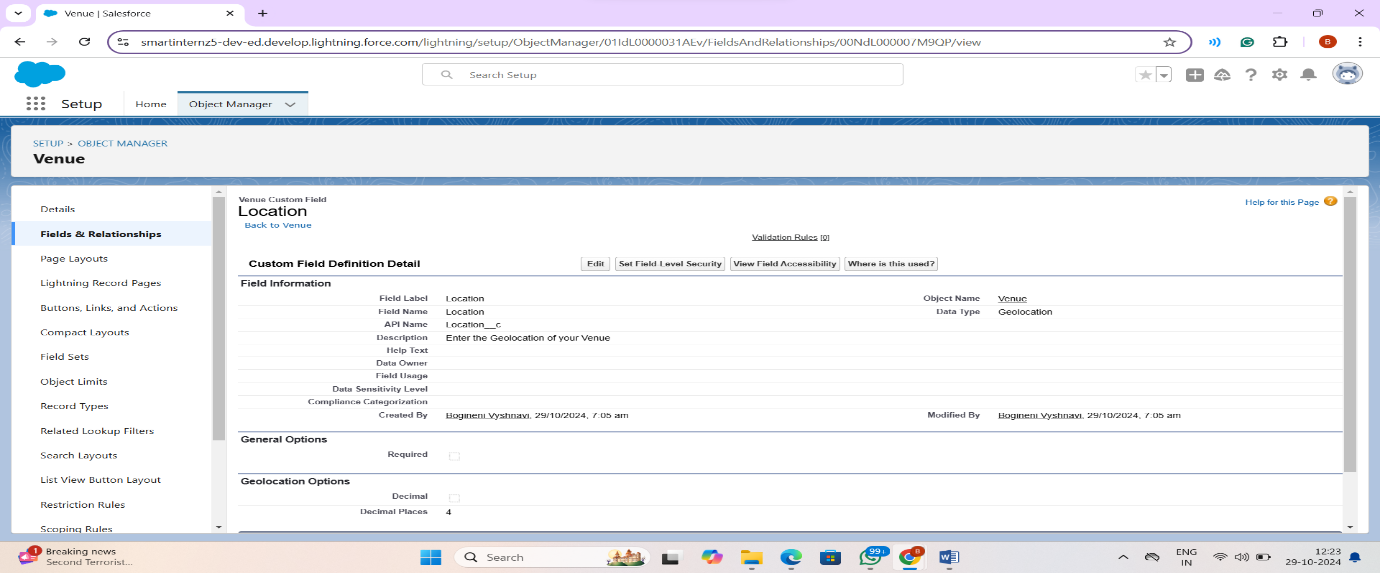 Venue | Salesforce
smartinternz5-dev-ed.develop.lightning.force.com/lightning/setup/ObjectManager/01IdL0000031AEv/FieldsAndRelationships/00NdL000007M9QP/view
B
Search Setup
Setup
Home
Object Manager
SETUP > OBJECT MANAGER
Venue
Details
Fields & Relationships
Page Layouts
Lightning Record Pages
Buttons, Links, and Actions
Compact Layouts
Field Sets
Object Limits
Record Types
Related Lookup Filters
Search Layouts
List View Button Layout
Restriction Rules
Scoping Rules
Venue Custom Field
Location
Back to Venue
Help for this Page
Validation Rules [0]
Custom Field Definition Detail
Edit
Set Field-Level Security
View Field Accessibility
Where is this used?
Field Information
Field Label Location Object Name Venue
Field Name Location Data Type Geolocation
API Name Location__c
Description Enter the Geolocation of your Venue
Help Text
Data Owner
Field Usage
Data Sensitivity Level
Compliance Categorization
Created By Bogineni Vyshnavi, 29/10/2024, 7:05 am Modified By Bogineni Vyshnavi, 29/10/2024, 7:05 am
General Options
Required
Geolocation Options
Decimal
Decimal Places 4
1
Breaking news
Second Terrorist...
Search
99+
B
ENG
IN
12:23
29-10-2024